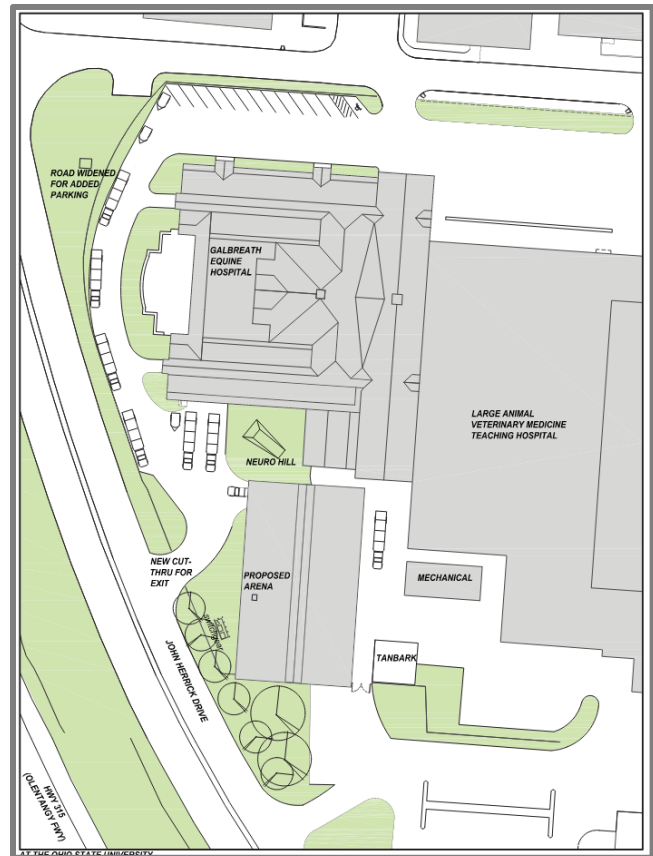 ROAD WIDENED
FOR ADDED
PARKING
GALBREATH
EQUINE
HOSPITAL
LARGE ANIMAL
VETERINARY MEDICINE
TEACHING HOSPITAL
NEURO HILL
NEW CUT-
THRU FOR
EXIT
PROPOSED
ARENA
MECHANICAL
switchgear
TANBARK
JOHN HERRICK DRIVE
HWY 315
(OLENTANGY FWY)
AT THE OHIO STATE UNIVERSITY